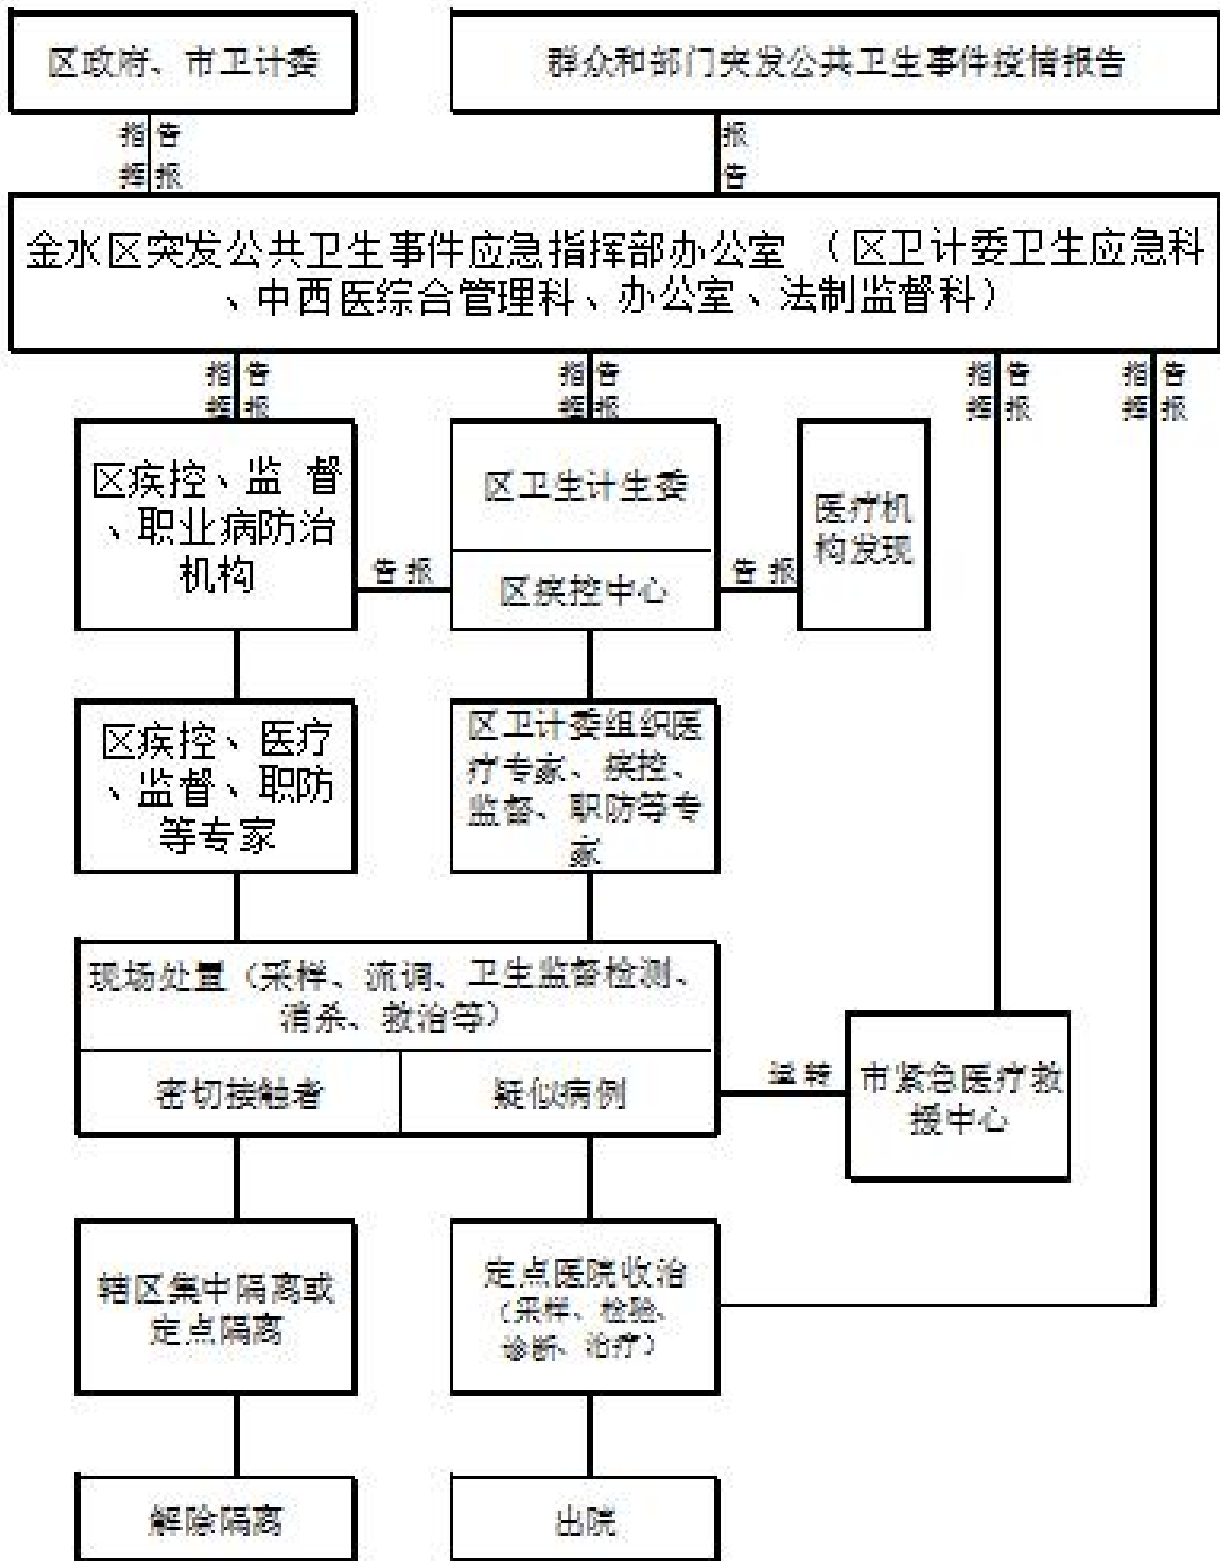 区政府、市卫计委
群众和部门突发公共卫生事件疫情报告
指 告
挥 报
报
告
金水区突发公共卫生事件应急指挥部办公室 （区卫计委卫生应急科
、中西医综合管理科、办公室、法制监督科）
指 告
挥 报
指 告
挥 报
指 告
挥 报
指 告
挥 报
区疾控、监 督
、职业病防治
机构
告 报
区卫生计生委
区疾控中心
告 报
医疗机
构发现
区疾控、医疗
、监督、职防
等专家
区卫计委组织医
疗专家、疾控、
监督、职防等专
家
现场处置（采样、流调、卫生监督检测、
消杀、救治等）
密切接触者
疑似病例
运 转
市紧急医疗救
援中心
辖区集中隔离或
定点隔离
定点医院收治
（采样、检验、
诊断、治疗）
解除隔离
出院